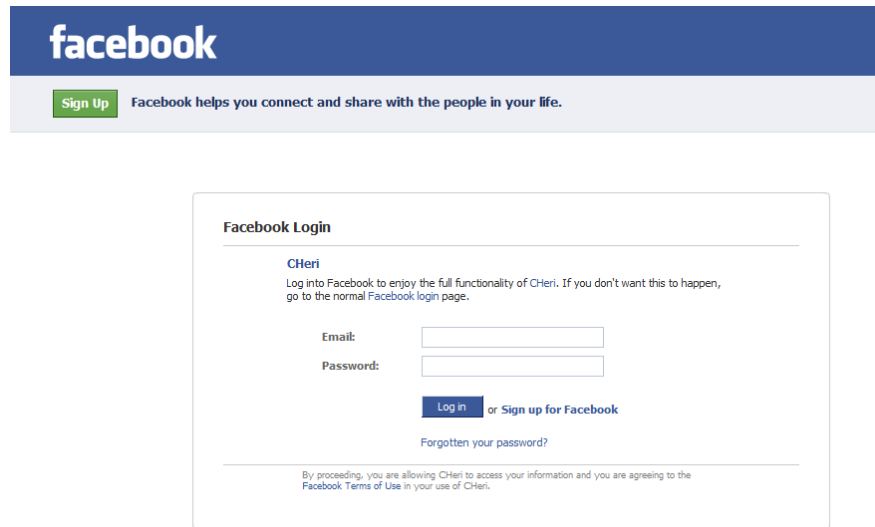 facebook
Sign Up Facebook helps you connect and share with the people in your life.
Facebook Login
CHeri
Log into Facebook to enjoy the full functionality of CHeri. If you don't want this to happen,
go to the normal Facebook login page.
Email:
Password:
Log in or Sign up for Facebook
Forgotten your password?
By proceeding, you are allowing CHeri to access your information and you are agreeing to the
Facebook Terms of Use in your use of CHeri.